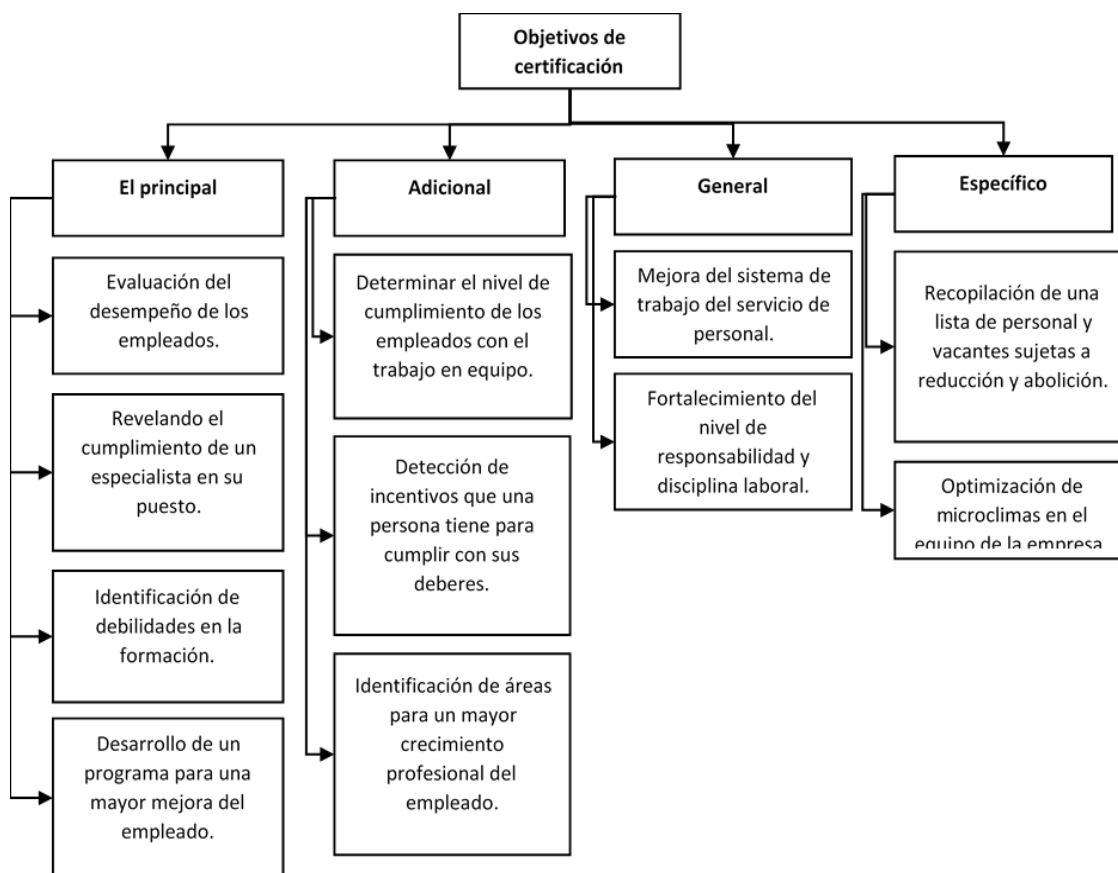 Objetivos de
certificación
El principal
Evaluación del
desempeño de los
empleados.
Revelando el
cumplimiento de un
especialista en su
puesto.
Identificación de
debilidades en la
formación.
Desarrollo de un
programa para una
mayor mejora del
empleado.
Adicional
Determinar el nivel de
cumplimiento de los
empleados con el
trabajo en equipo.
Detección de
incentivos que una
persona tiene para
cumplir con sus
deberes.
Identificación de áreas
para un mayor
crecimiento
profesional del
empleado.
General
Mejora del sistema de
trabajo del servicio de
personal.
Fortalecimiento del
nivel de
responsabilidad y
disciplina laboral.
Específico
Recopilación de una
lista de personal y
vacantes sujetas a
reducción y abolición.
Optimización de
microclimas en el
equipo de la empresa